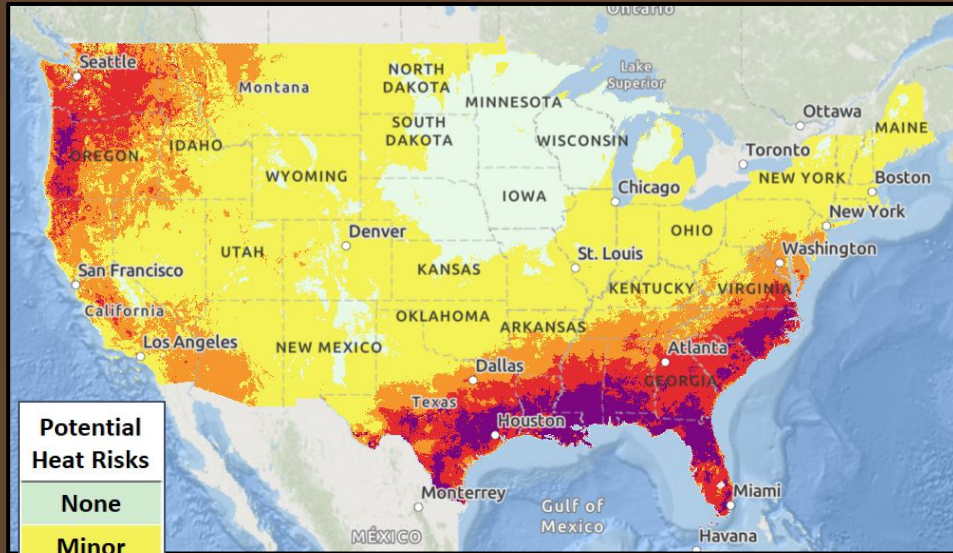 Ontario
Seattle
Montana
NORTH
DAKOTA
Lake
Superior
MINNESOTA
Ottawa
SOUTH
DAKOTA
MAINE
OREGON
IDAHO
WISCONSIN
Toronto
WYOMING
NEW YORK
Boston
IOWA
Chicago
New York
Denver
OHIO
UTAH
Washington
San Francisco
KANSAS
St. Louis
California
KENTUCKY
VIRGINIA
OKLAHOMA
ARKANSAS
Los Angeles
NEW MEXICO
Atlanta
Dallas
GEORGIA
Texas
Houston
Potential
Heat Risks
None
Minor
Monterrey
Miami
Gulf of
Mexico
MÉXICO
Havana